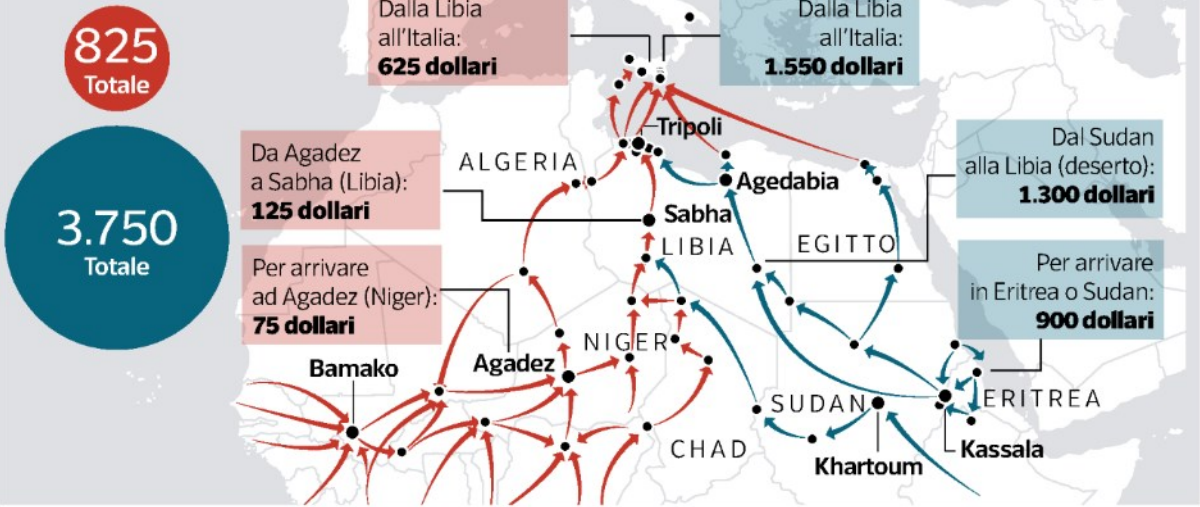 825
Totale
3.750
Totale
Dalla Libia
all'Italia:
625 dollari
Dalla Libia
all'Italia:
1.550 dollari
Da Agadez
a Sabha (Libia):
125 dollari
Per arrivare
ad Agadez (Niger):
75 dollari
Dal Sudan
alla Libia (deserto):
1.300 dollari
Per arrivare
in Eritrea o Sudan:
900 dollari
Tripoli
ALGERIA
Agedabia
Sabha
LIBIA
EGITTO
NIGER
Bamako
Agadez
SUDAN
ERITREA
CHAD
Khartoum
Kassala